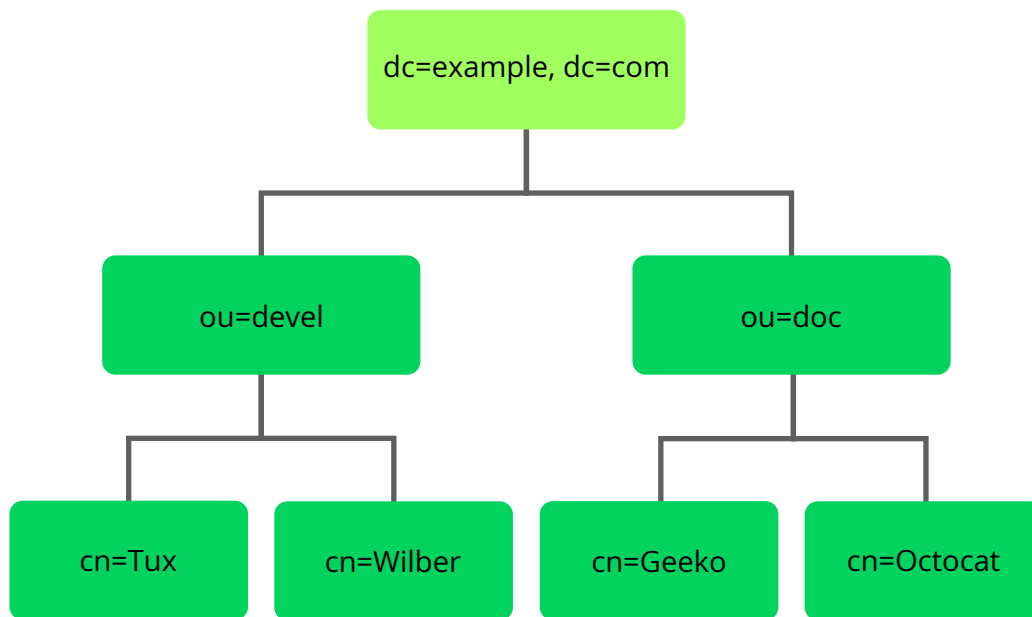 dc=example, dc=com
ou=devel
ou=doc
cn=Tux
cn=Wilber
cn=Geeko
cn=Octocat